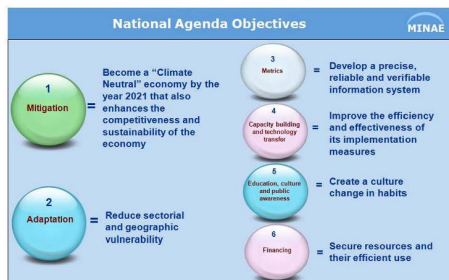 National Agenda Objectives
MINAE
1
Mitigation
=
Become a “Climate
Neutral” economy by the
year 2021 that also
enhances the
competitiveness and
sustainability of the
economy
2
Adaptation
=
Reduce sectorial
and geographic
vulnerability
3
Metrics
=
Develop a precise,
reliable and verifiable
information system
4
Capacity building
and technology
transfer
=
Improve the efficiency
and effectiveness of
its implementation
measures
5
Education, culture
and public
awareness
=
Create a culture
change in habits
6
Financing
=
Secure resources and
their efficient use